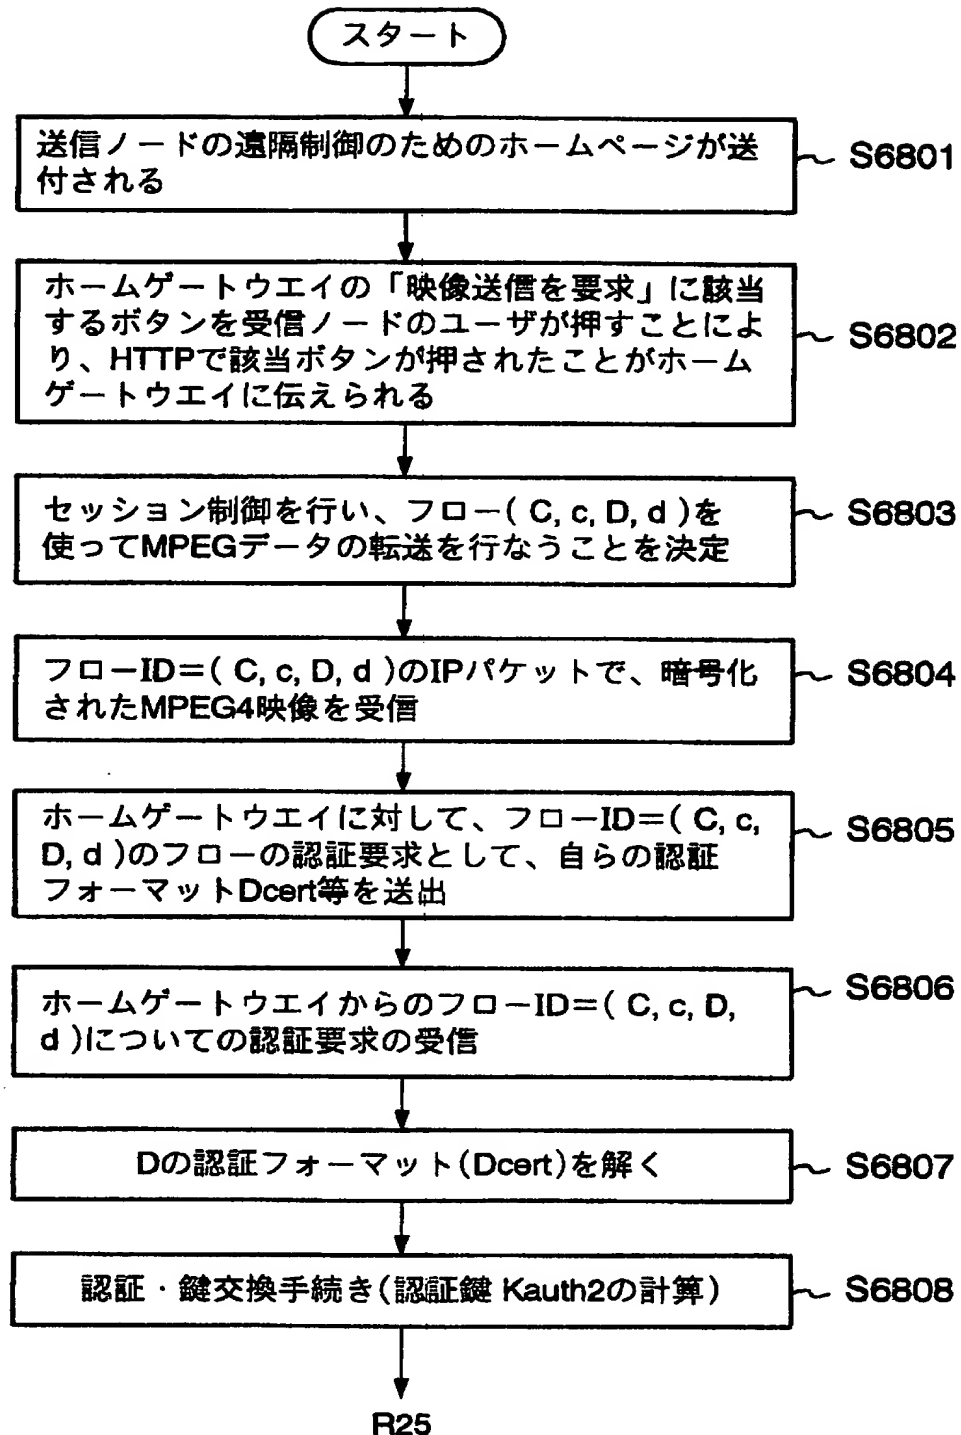 スタート
送信ノードの遠隔制御のためのホームページが送
付される
S6801
ホームゲートウエイの「映像送信を要求」に該当
するボタンを受信ノードのユーザが押すことによ
り、HTTPで該当ボタンが押されたことがホーム
ゲートウエイに伝えられる
S6802
セッション制御を行い、フロー( C, c, D, d )を
使ってMPEGデータの転送を行なうことを決定
S6803
フローID=( C, c, D, d )のIPパケットで、暗号化
されたMPEG4映像を受信
S6804
ホームゲートウエイに対して、フローID=( C, c,
D, d )のフローの認証要求として、自らの認証
フォーマットDcert等を送出
S6805
ホームゲートウエイからのフローID=( C, c, D,
d )についての認証要求の受信
S6806
Dの認証フォーマット(Dcert)を解く
S6807
認証・鍵交換手続き(認証鍵 Kauth2の計算)
S6808
R25